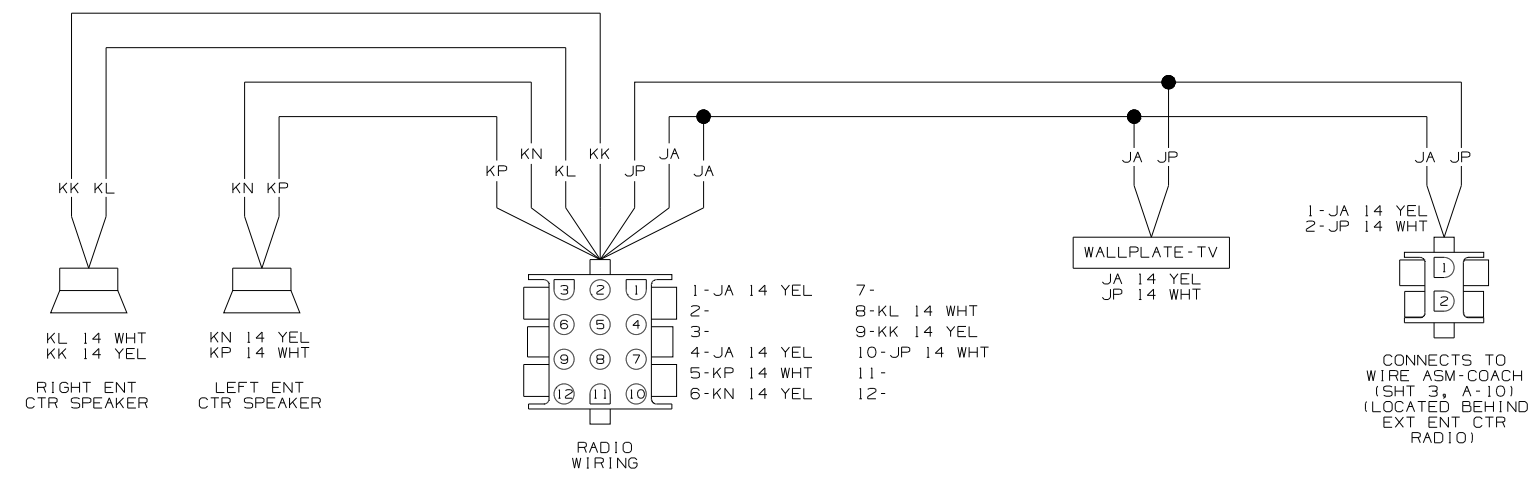 KK
KL
KN
KP
KP
KN
KL
KK
JP
JA
JA
JA
JP
JA
JP
KL 14 WHT
KK 14 YEL
RIGHT ENT
CTR SPEAKER
KN 14 YEL
KP 14 WHT
LEFT ENT
CTR SPEAKER
3 2 1
6 5 4
9 8 7
12 11 10
RADIO
WIRING
1-JA 14 YEL
2-
3-
4-JA 14 YEL
5-KP 14 WHT
6-KN 14 YEL
7-
8-KL 14 WHT
9-KK 14 YEL
10-JP 14 WHT
11-
12-
WALLPLATE-TV
JA 14 YEL
JP 14 WHT
1-JA 14 YEL
2-JP 14 WHT
1
2
CONNECTS TO
WIRE ASM-COACH
(SHT 3, A-10)
(LOCATED BEHIND
EXT ENT CTR
RADIO)